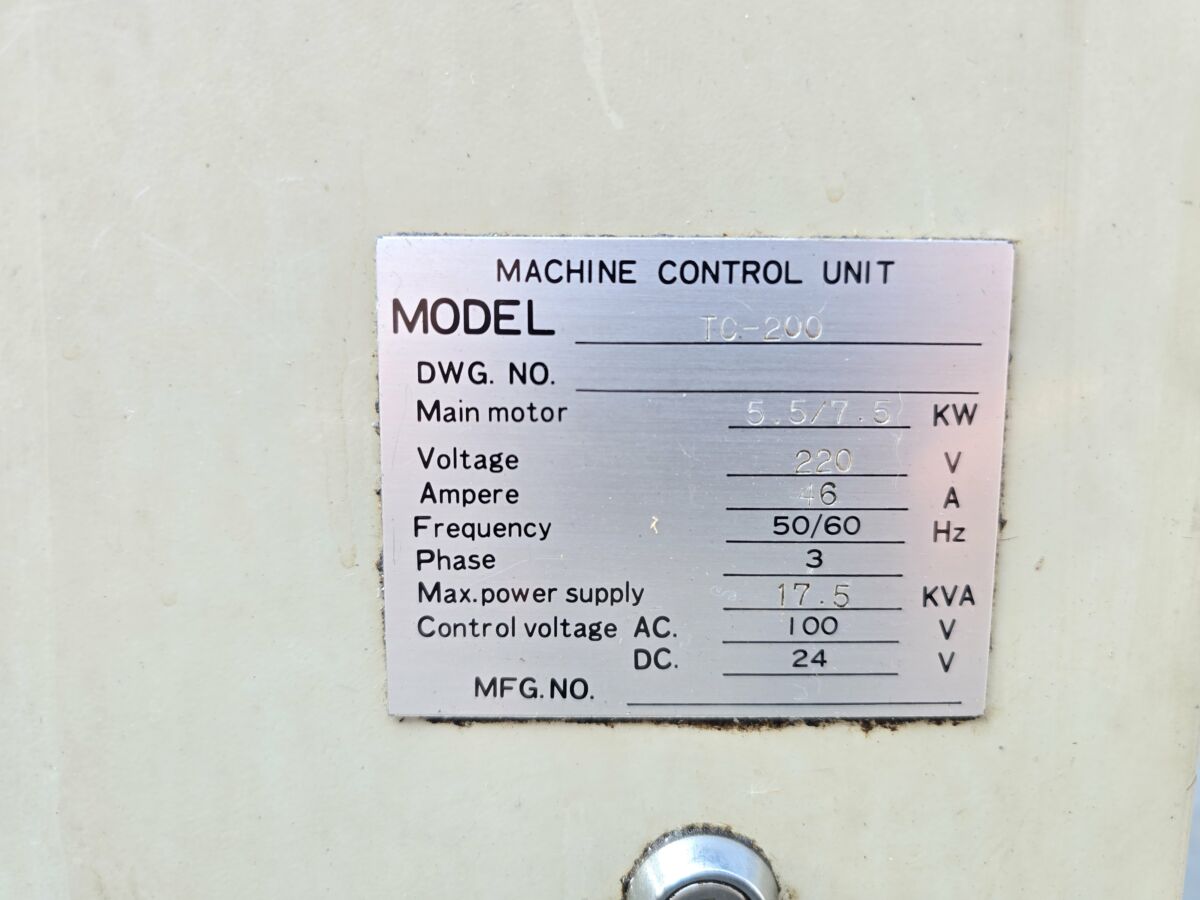 MACHINE CONTROL UNIT
MODEL TC-200
DWG. NO.
Main motor 5.5/7.5 KW
Voltage 220 V
Ampere 46 A
Frequency 50/60 Hz
Phase 3
Max. power supply 17.5 KVA
Control voltage AC. 100 V
DC. 24 V
MFG. NO.